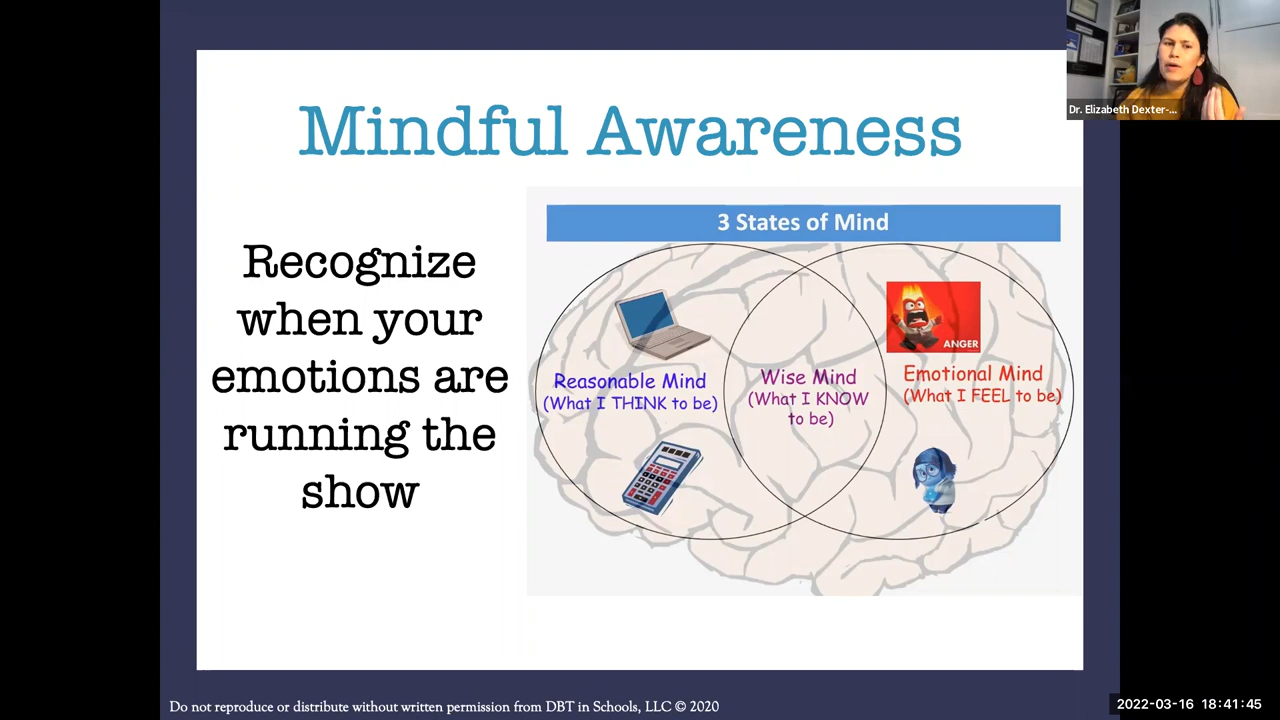 Mindful Awareness
Recognize
when your
emotions are
running the
show
3 States of Mind
Reasonable Mind
(What I THINK to be)
Wise Mind
(What I KNOW
to be)
ANGER
Emotional Mind
(What I FEEL to be)
Dr. Elizabeth Dexter-...
Do not reproduce or distribute without written permission from DBT in Schools, LLC © 2020
2022-03-16 18:41:45